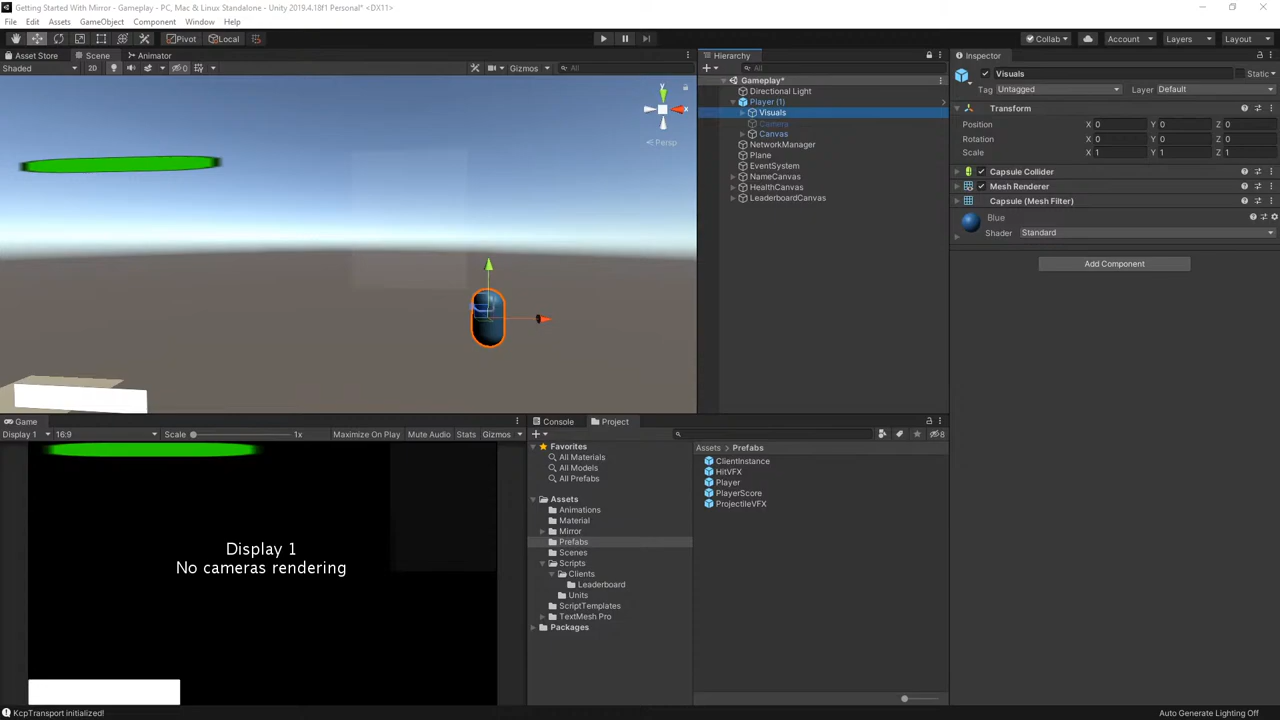 Getting Started With Mirror - Gameplay - PC, Mac & Linux Standalone - Unity 2019.4.18f1 Personal* <DX11>
File Edit Assets GameObject Component Window Help
Pivot Local Collab Account Layers Layout
Asset Store Scene Animator
Shaded 2D 0 Gizmos All
y
x
Persp
Hierarchy
All
Gameplay*
Directional Light
Player (1)
Visuals
Camera
Canvas
NetworkManager
Plane
EventSystem
NameCanvas
HealthCanvas
LeaderboardCanvas
Inspector
Visuals Static
Tag Untagged Layer Default
Transform
Position X 0 Y 0 Z 0
Rotation X 0 Y 0 Z 0
Scale X 1 Y 1 Z 1
Capsule Collider
Mesh Renderer
Capsule (Mesh Filter)
Blue
Shader Standard
Add Component
Game
Display 1 16:9 Scale 1x Maximize On Play Mute Audio Stats Gizmos
Display 1
No cameras rendering
Console Project
8
Favorites
All Materials
All Models
All Prefabs
Assets
Animations
Material
Mirror
Prefabs
Scenes
Scripts
Clients
Leaderboard
Units
ScriptTemplates
TextMesh Pro
Packages
Assets > Prefabs
ClientInstance
HitVFX
Player
PlayerScore
ProjectileVFX
KcpTransport initialized!
Auto Generate Lighting Off